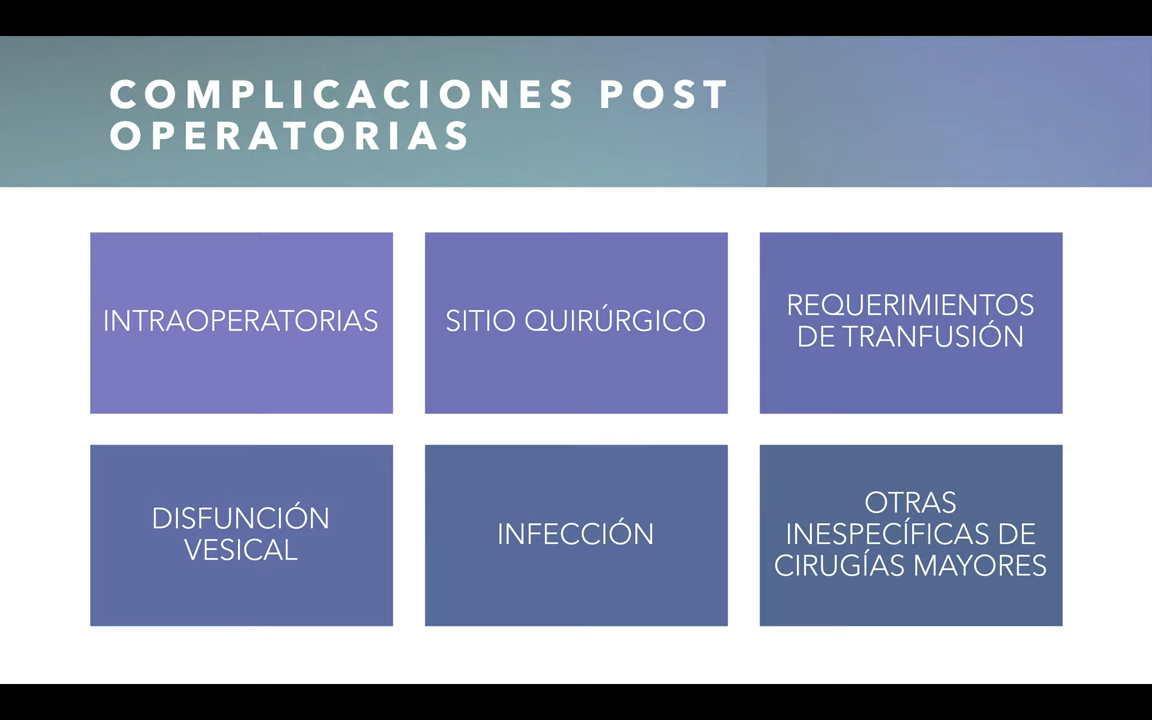 COMPLICACIONES POST
OPERATORIAS
INTRAOPERATORIAS
SITIO QUIRÚRGICO
REQUERIMIENTOS
DE TRANFUSIÓN
DISFUNCIÓN
VESICAL
INFECCIÓN
OTRAS
INESPECÍFICAS DE
CIRUGÍAS MAYORES